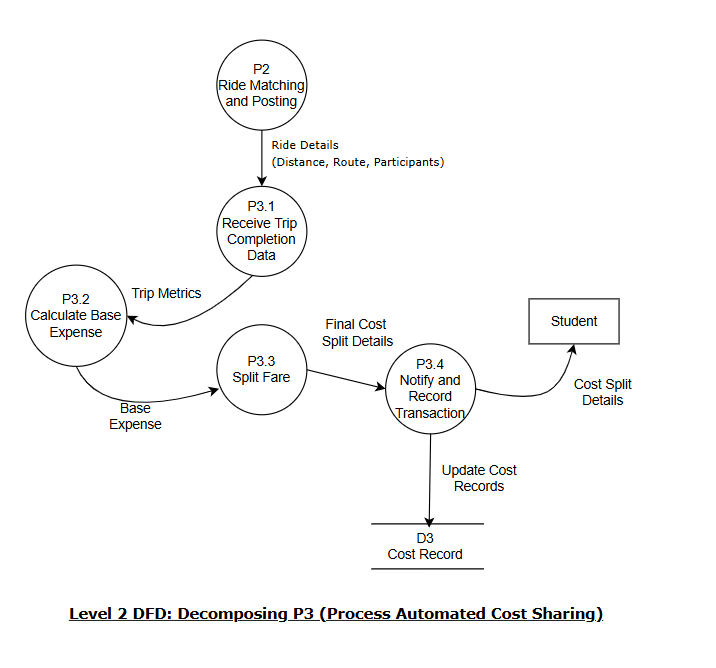 P2
Ride Matching
and Posting
Ride Details
(Distance, Route, Participants)
P3.1
Receive Trip
Completion
Data
Trip Metrics
P3.2
Calculate Base
Expense
Base
Expense
P3.3
Split Fare
Final Cost
Split Details
P3.4
Notify and
Record
Transaction
Student
Cost Split
Details
Update Cost
Records
D3
Cost Record
Level 2 DFD: Decomposing P3 (Process Automated Cost Sharing)